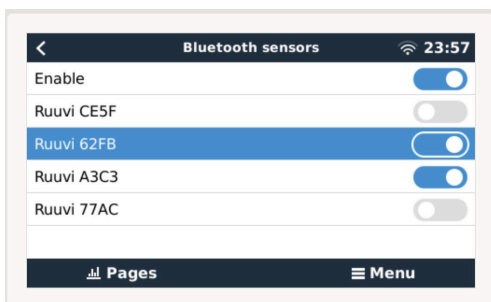 Bluetooth sensors 23:57
Enable
Ruuvi CE5F
Ruuvi 62FB
Ruuvi A3C3
Ruuvi 77AC
Pages Menu